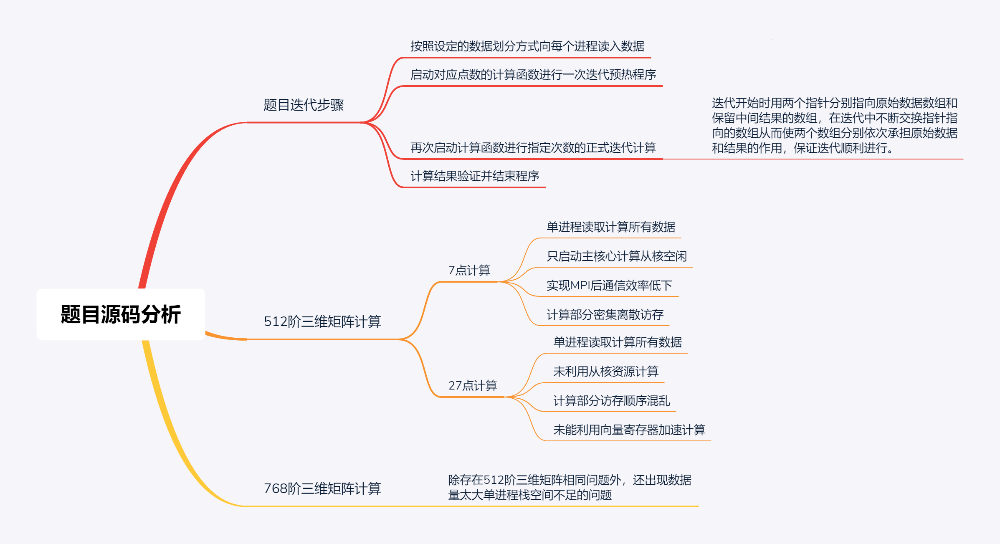 题目源码分析
题目迭代步骤
按照设定的数据划分方式向每个进程读入数据
启动对应点数的计算函数进行一次迭代预热程序
再次启动计算函数进行指定次数的正式迭代计算
迭代开始时用两个指针分别指向原始数据数组和
保留中间结果的数组，在迭代中不断交换指针指
向的数组从而使两个数组分别依次承担原始数据
和结果的作用，保证迭代顺利进行。
计算结果验证并结束程序
512阶三维矩阵计算
7点计算
单进程读取计算所有数据
只启动主核心计算从核空闲
实现MPI后通信效率低下
计算部分密集离散访存
27点计算
单进程读取计算所有数据
未利用从核资源计算
计算部分访存顺序混乱
未能利用向量寄存器加速计算
768阶三维矩阵计算
除存在512阶三维矩阵相同问题外，还出现数据
量太大单进程栈空间不足的问题